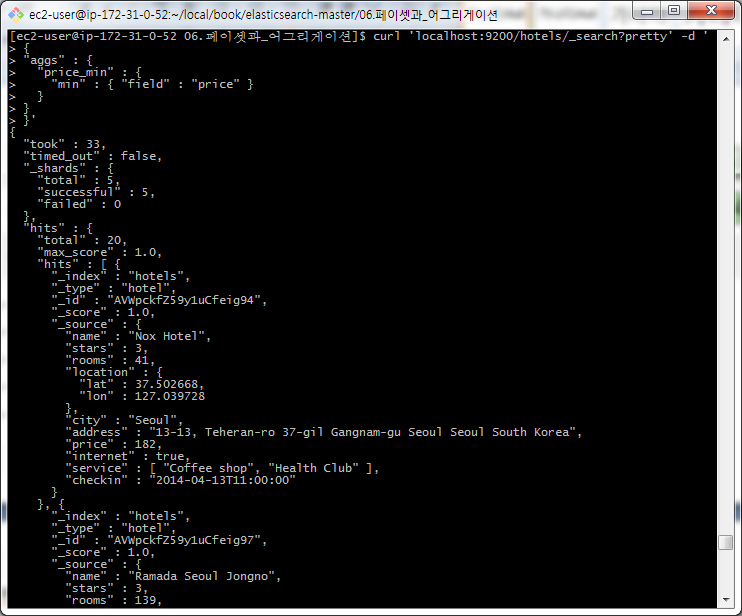 ec2-user@ip-172-31-0-52:~/local/book/elasticsearch-master/06.페이셋과_어그리게이션
[ec2-user@ip-172-31-0-52 06.페이셋과_어그리게이션]$ curl 'localhost:9200/hotels/_search?pretty' -d '
> {
> "aggs" : {
>   "price_min" : {
>     "min" : { "field" : "price" }
>   }
> }
> }'
{
  "took" : 33,
  "timed_out" : false,
  "_shards" : {
    "total" : 5,
    "successful" : 5,
    "failed" : 0
  },
  "hits" : {
    "total" : 20,
    "max_score" : 1.0,
    "hits" : [ {
      "_index" : "hotels",
      "_type" : "hotel",
      "_id" : "AVWpckfZ59y1uCfeig94",
      "_score" : 1.0,
      "_source" : {
        "name" : "Nox Hotel",
        "stars" : 3,
        "rooms" : 41,
        "location" : {
          "lat" : 37.502668,
          "lon" : 127.039728
        },
        "city" : "Seoul",
        "address" : "13-13, Teheran-ro 37-gil Gangnam-gu Seoul Seoul South Korea",
        "price" : 182,
        "internet" : true,
        "service" : [ "Coffee shop", "Health Club" ],
        "checkin" : "2014-04-13T11:00:00"
      }
    }, {
      "_index" : "hotels",
      "_type" : "hotel",
      "_id" : "AVWpckfZ59y1uCfeig97",
      "_score" : 1.0,
      "_source" : {
        "name" : "Ramada Seoul Jongno",
        "stars" : 3,
        "rooms" : 139,